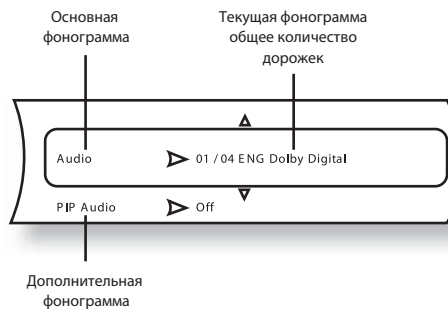 Основная
фонограмма
Текущая фонограмма
общее количество
дорожек
Audio 01 / 04 ENG Dolby Digital
PIP Audio Off
Дополнительная
фонограмма